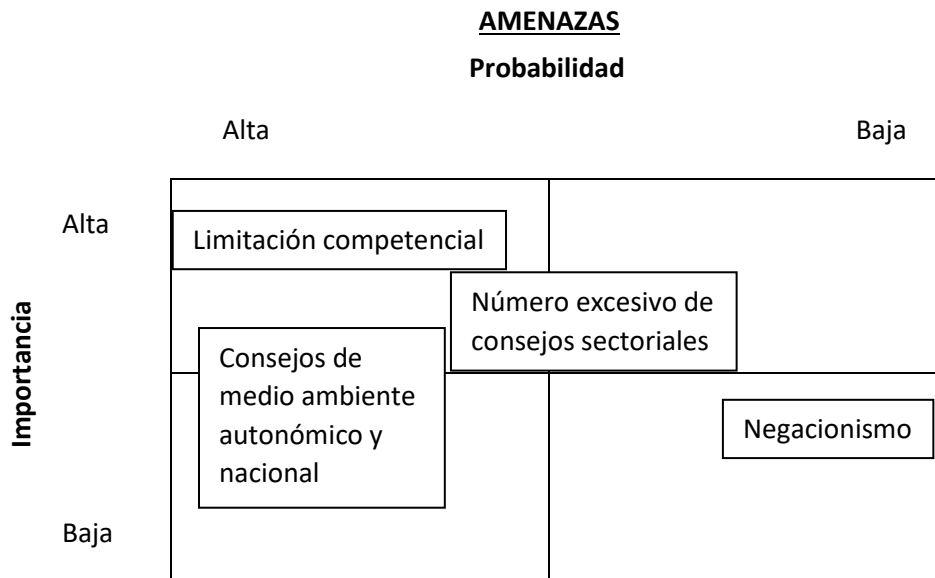 AMENAZAS
Probabilidad
Alta
Baja
Importancia
Alta
Limitación competencial
Número excesivo de
consejos sectoriales
Consejos de
medio ambiente
autonómico y
nacional
Negacionismo
Baja